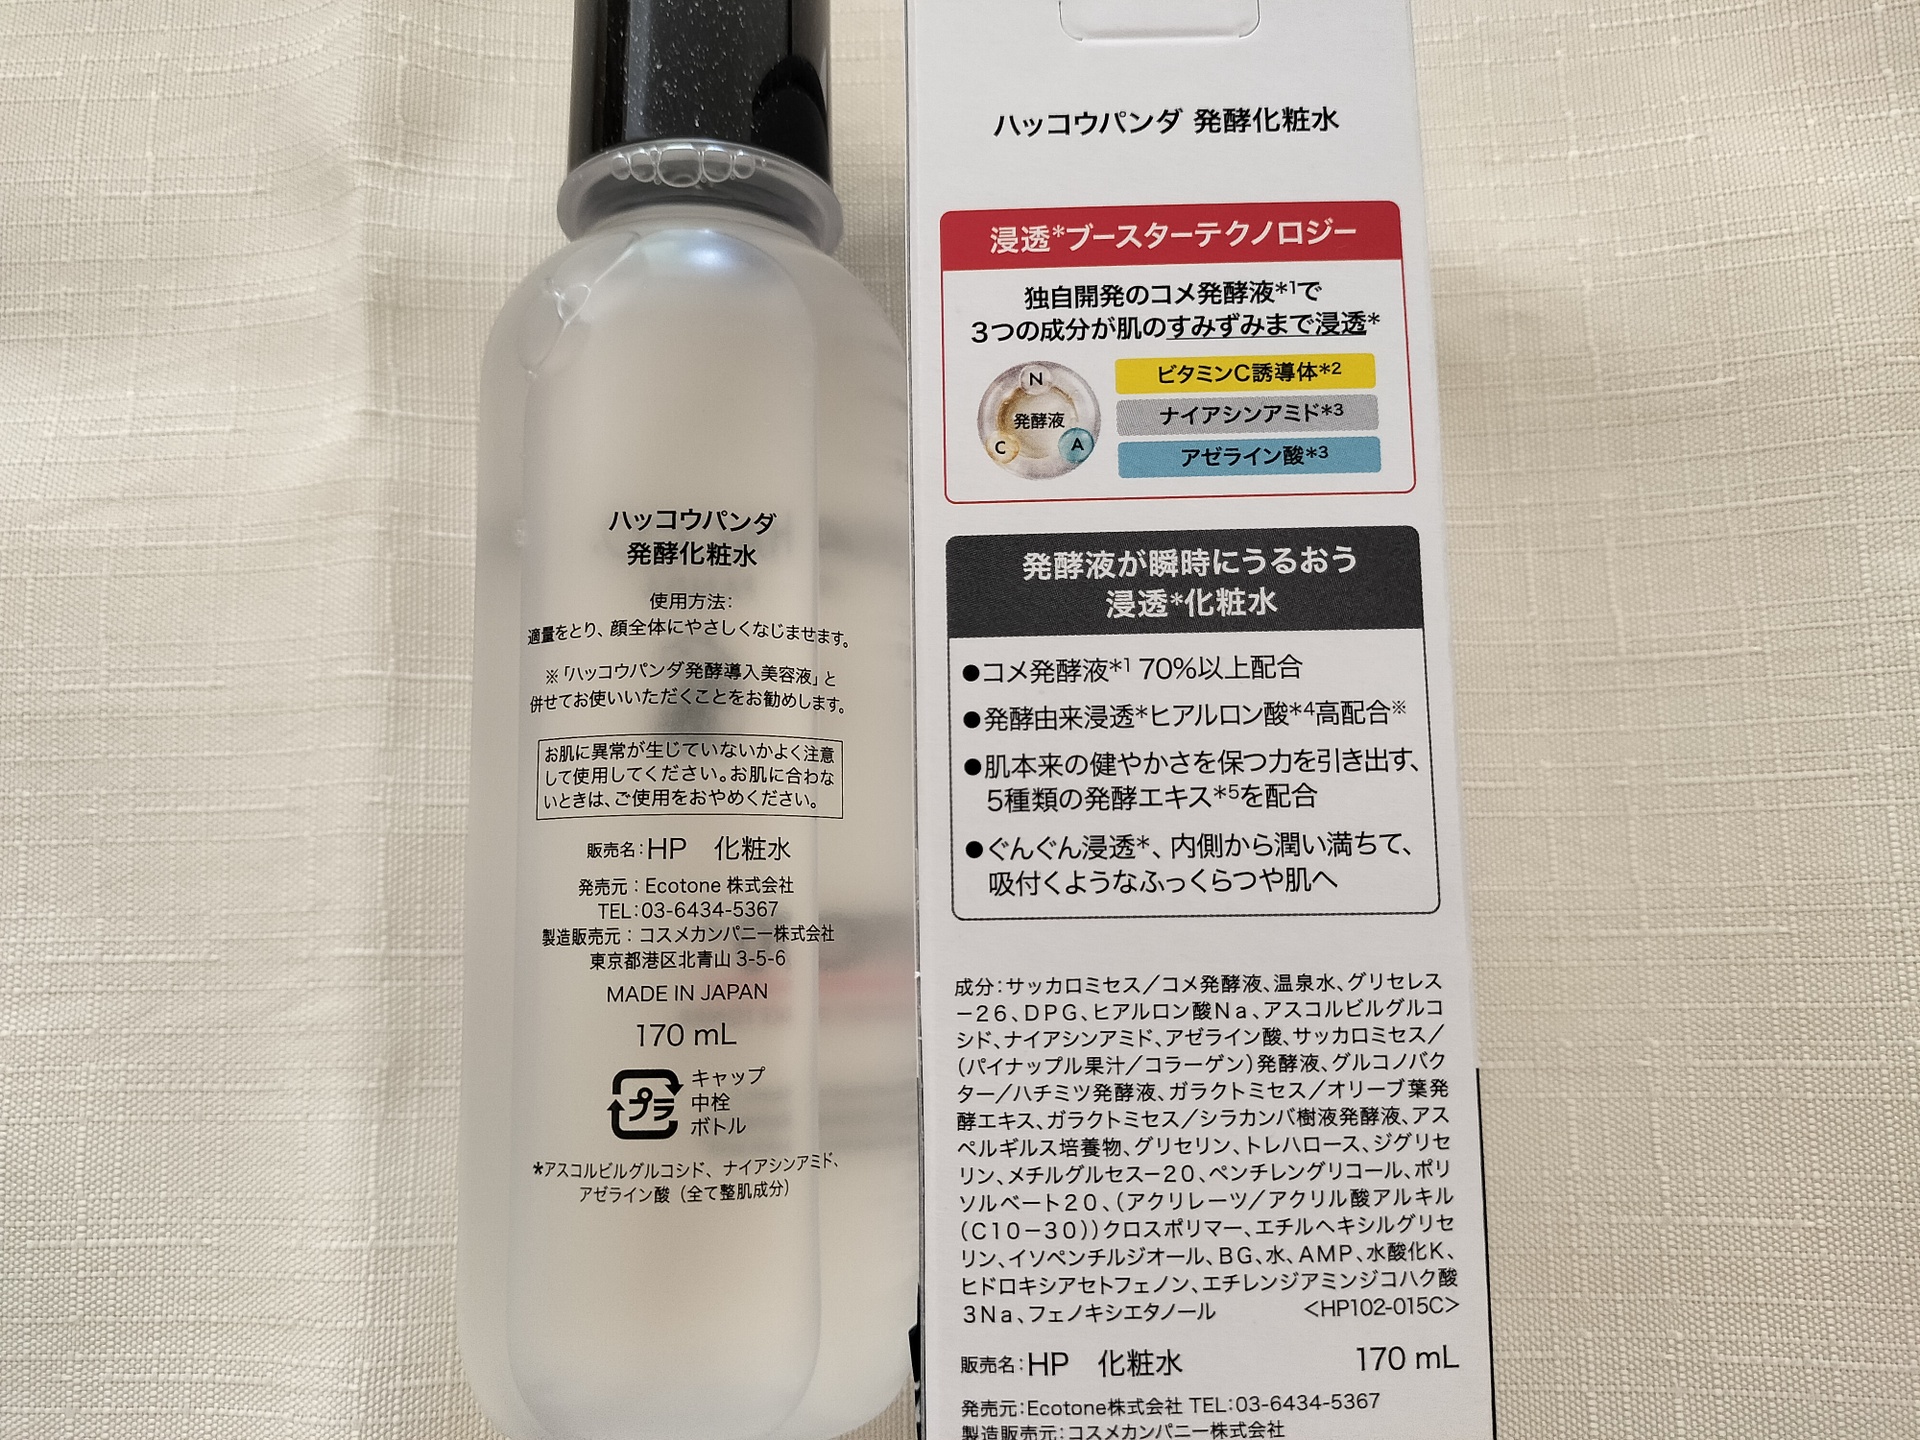 ハッコウパンダ
発酵化粧水
使用方法:
適量をとり、顔全体にやさしくなじませます。
※「ハッコウパンダ発酵導入美容液」と
併せてお使いいただくことをお勧めします。
お肌に異常が生じていないかよく注意
して使用してください。お肌に合わな
いときは、ご使用をおやめください。
販売名:HP 化粧水
発売元:Ecotone 株式会社
TEL:03-6434-5367
製造販売元:コスメカンパニー株式会社
東京都港区北青山 3-5-6
MADE IN JAPAN
170 mL
プラ
キャップ
中栓
ボトル
*アスコルビルグルコシド、ナイアシンアミド、
アゼライン酸(全て整肌成分)
ハッコウパンダ 発酵化粧水
浸透*ブースターテクノロジー
独自開発のコメ発酵液*1で
3つの成分が肌のすみずみまで浸透*
N
発酵液
C
A
ビタミンC誘導体*2
ナイアシンアミド*3
アゼライン酸*3
発酵液が瞬時にうるおう
浸透*化粧水
●コメ発酵液*1 70%以上配合
●発酵由来浸透*ヒアルロン酸*4高配合※
●肌本来の健やかさを保つ力を引き出す、
5種類の発酵エキス*5を配合
●ぐんぐん浸透*、内側から潤い満ちて、
吸付くようなふっくらつや肌へ
成分:サッカロミセス/コメ発酵液、温泉水、グリセレス
-26、DPG、ヒアルロン酸Na、アスコルビルグルコ
シド、ナイアシンアミド、アゼライン酸、サッカロミセス/
(パイナップル果汁/コラーゲン)発酵液、グルコノバク
ター/ハチミツ発酵液、ガラクトミセス/オリーブ葉発
酵エキス、ガラクトミセス/シラカンバ樹液発酵液、アス
ペルギルス培養物、グリセリン、トレハロース、ジグリセ
リン、メチルグルセス-20、ペンチレングリコール、ポリ
ソルベート20、(アクリレーツ/アクリル酸アルキル
(C10-30))クロスポリマー、エチルヘキシルグリセ
リン、イソペンチルジオール、BG、水、AMP、水酸化K、
ヒドロキシアセトフェノン、エチレンジアミンジコハク酸
3Na、フェノキシエタノール <HP102-015C>
販売名:HP 化粧水 170 mL
発売元:Ecotone株式会社 TEL:03-6434-5367
製造販売元:コスメカンパニー株式会社